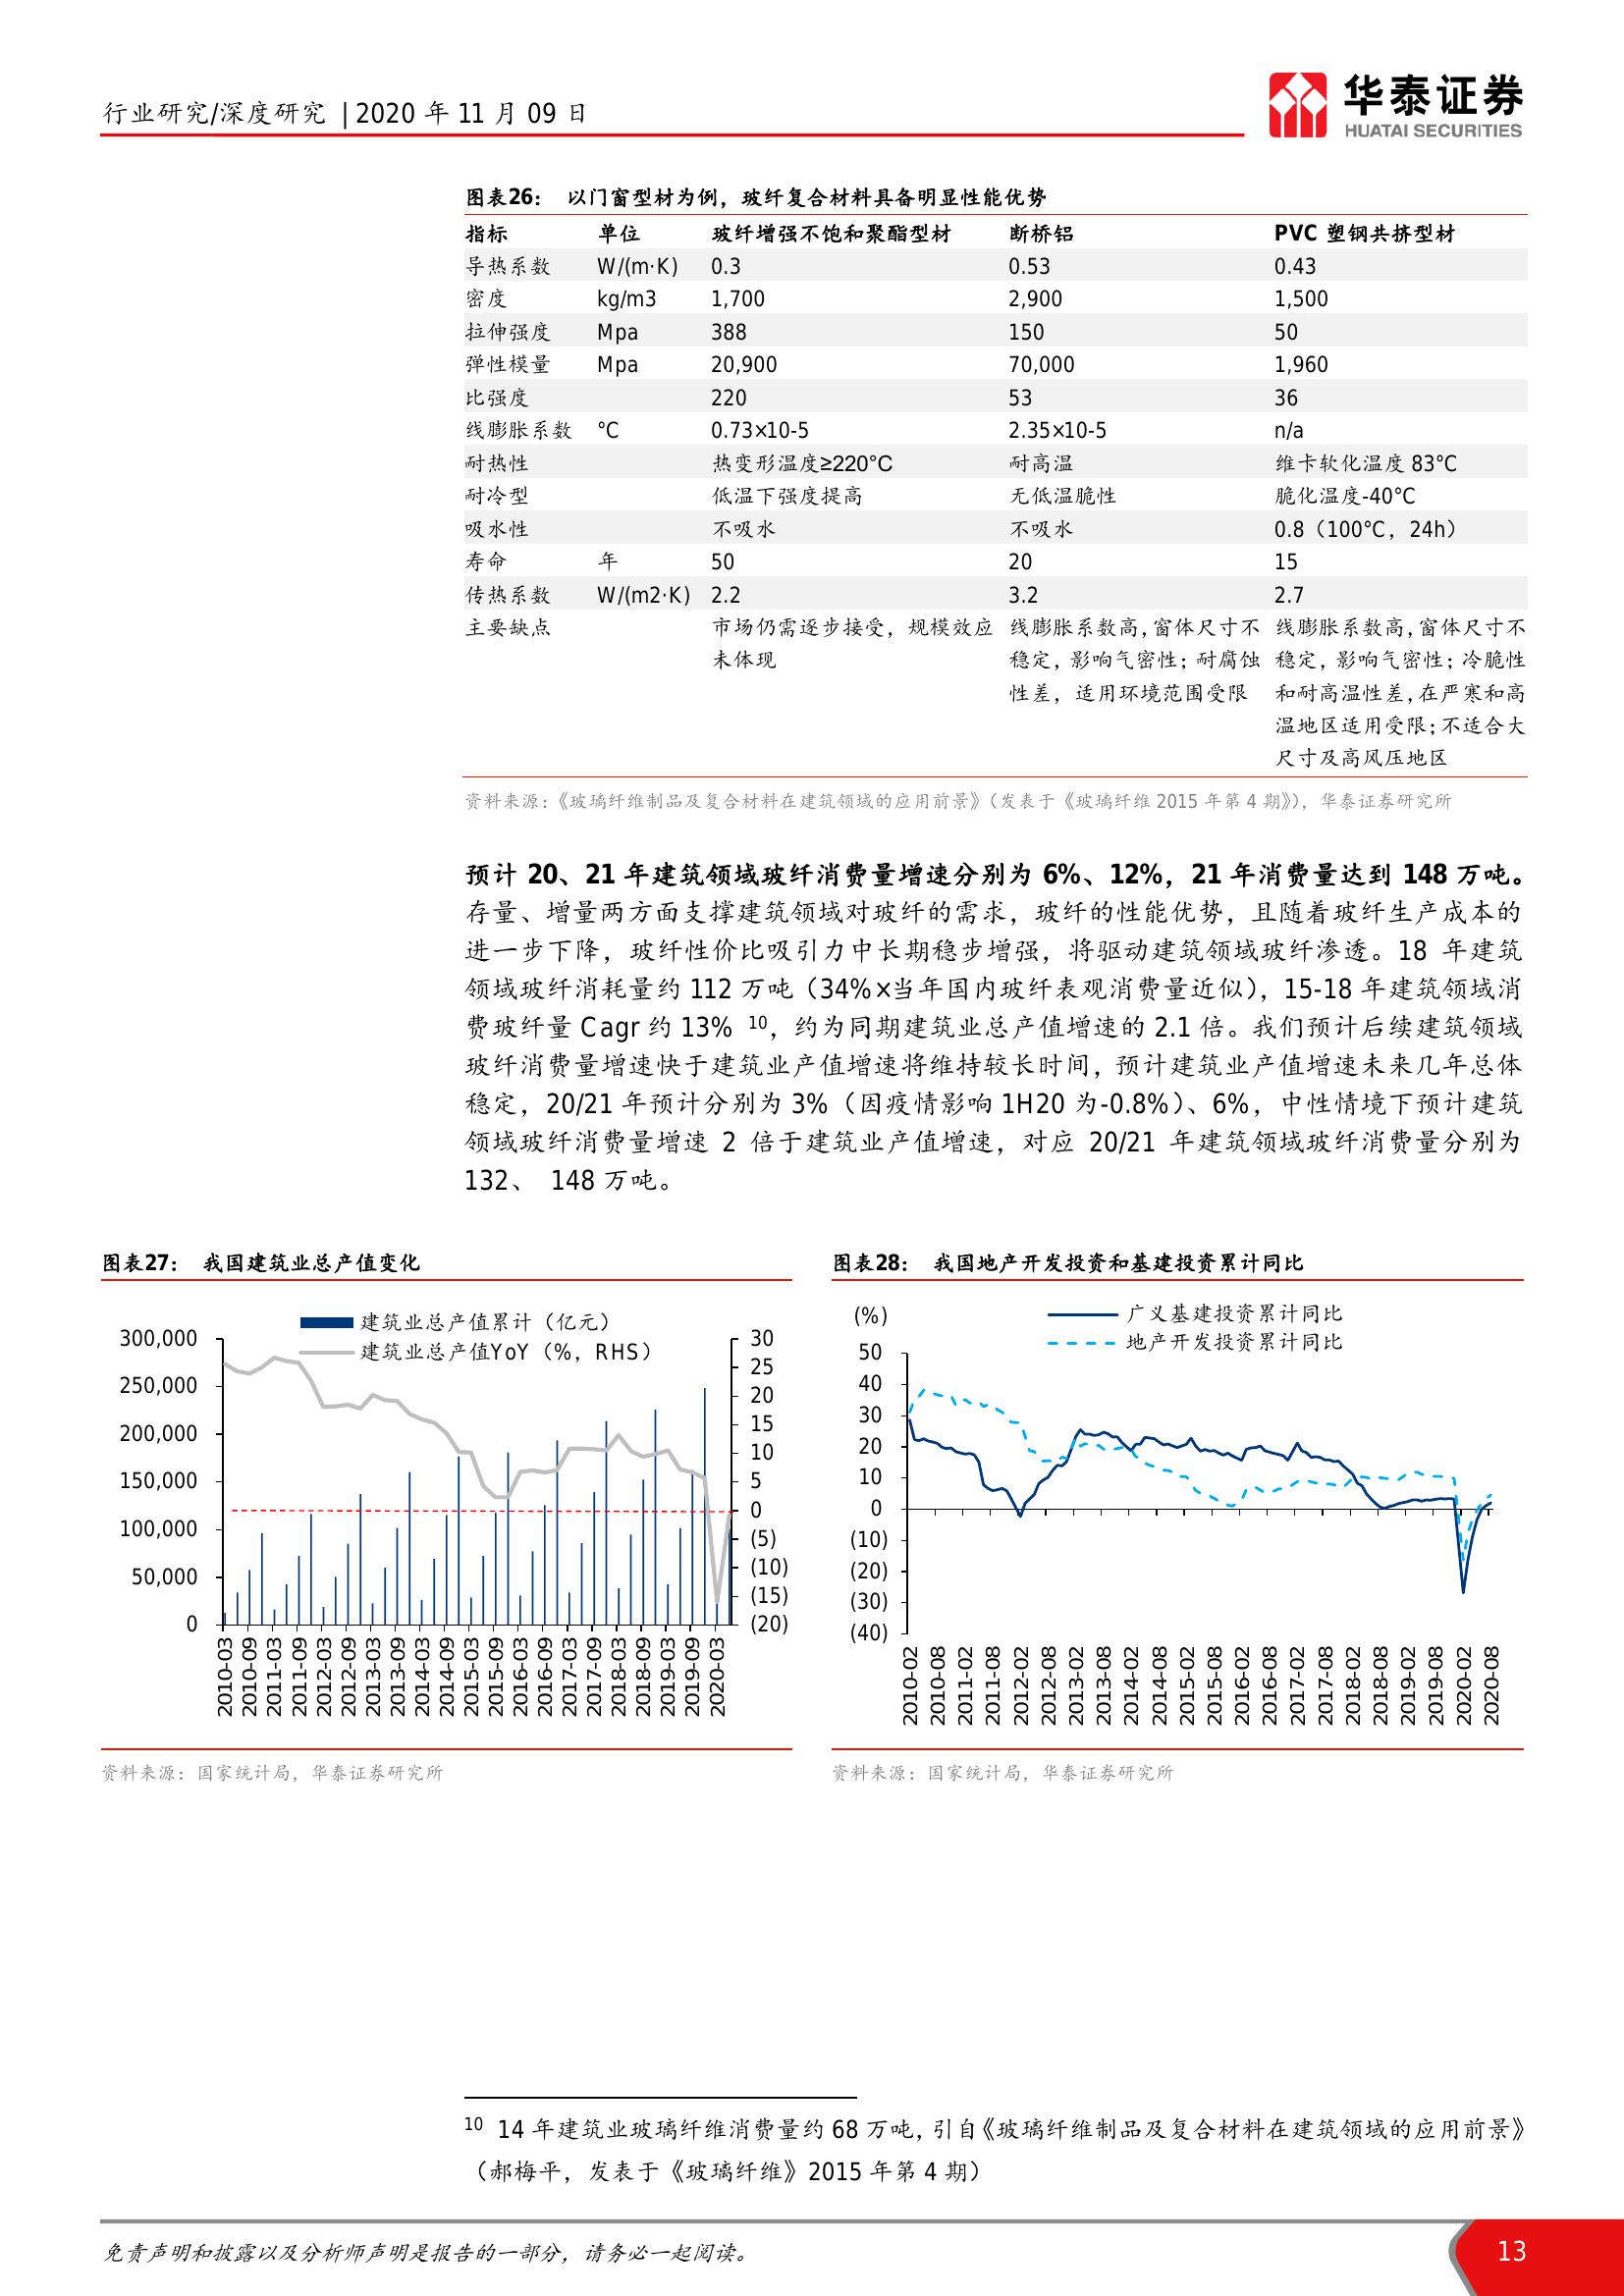 行业研究/深度研究 | 2020 年 11 月 09 日
华泰证券
HUATAI SECURITIES
图表26： 以门窗型材为例，玻纤复合材料具备明显性能优势
指标 单位 玻纤增强不饱和聚酯型材 断桥铝 PVC 塑钢共挤型材
导热系数 W/(m·K) 0.3 0.53 0.43
密度 kg/m3 1,700 2,900 1,500
拉伸强度 Mpa 388 150 50
弹性模量 Mpa 20,900 70,000 1,960
比强度 220 53 36
线膨胀系数 °C 0.73×10-5 2.35×10-5 n/a
耐热性 热变形温度≥220°C 耐高温 维卡软化温度 83°C
耐冷型 低温下强度提高 无低温脆性 脆化温度-40°C
吸水性 不吸水 不吸水 0.8（100°C，24h）
寿命 年 50 20 15
传热系数 W/(m2·K) 2.2 3.2 2.7
主要缺点 市场仍需逐步接受，规模效应 线膨胀系数高，窗体尺寸不 线膨胀系数高，窗体尺寸不
未体现 稳定，影响气密性；耐腐蚀 稳定，影响气密性；冷脆性
性差，适用环境范围受限 和耐高温性差，在严寒和高
温地区适用受限；不适合大
尺寸及高风压地区
资料来源：《玻璃纤维制品及复合材料在建筑领域的应用前景》（发表于《玻璃纤维 2015 年第 4 期》），华泰证券研究所
预计 20、21 年建筑领域玻纤消费量增速分别为 6%、12%，21 年消费量达到 148 万吨。
存量、增量两方面支撑建筑领域对玻纤的需求，玻纤的性能优势，且随着玻纤生产成本的
进一步下降，玻纤性价比吸引力中长期稳步增强，将驱动建筑领域玻纤渗透。18 年建筑
领域玻纤消耗量约 112 万吨（34%×当年国内玻纤表观消费量近似），15-18 年建筑领域消
费玻纤量 Cagr 约 13% 10，约为同期建筑业总产值增速的 2.1 倍。我们预计后续建筑领域
玻纤消费量增速快于建筑业产值增速将维持较长时间，预计建筑业产值增速未来几年总体
稳定，20/21 年预计分别为 3%（因疫情影响 1H20 为-0.8%）、6%，中性情境下预计建筑
领域玻纤消费量增速 2 倍于建筑业产值增速，对应 20/21 年建筑领域玻纤消费量分别为
132、 148 万吨。
图表27： 我国建筑业总产值变化
建筑业总产值累计（亿元）
建筑业总产值YoY（%，RHS）
300,000
250,000
200,000
150,000
100,000
50,000
0
30
25
20
15
10
5
0
(5)
(10)
(15)
(20)
2010-03
2010-09
2011-03
2011-09
2012-03
2012-09
2013-03
2013-09
2014-03
2014-09
2015-03
2015-09
2016-03
2016-09
2017-03
2017-09
2018-03
2018-09
2019-03
2019-09
2020-03
资料来源：国家统计局，华泰证券研究所
图表28： 我国地产开发投资和基建投资累计同比
(%)
广义基建投资累计同比
地产开发投资累计同比
50
40
30
20
10
0
(10)
(20)
(30)
(40)
2010-02
2010-08
2011-02
2011-08
2012-02
2012-08
2013-02
2013-08
2014-02
2014-08
2015-02
2015-08
2016-02
2016-08
2017-02
2017-08
2018-02
2018-08
2019-02
2019-08
2020-02
2020-08
资料来源：国家统计局，华泰证券研究所
10 14 年建筑业玻璃纤维消费量约 68 万吨，引自《玻璃纤维制品及复合材料在建筑领域的应用前景》
（郝梅平，发表于《玻璃纤维》2015 年第 4 期）
免责声明和披露以及分析师声明是报告的一部分，请务必一起阅读。
13